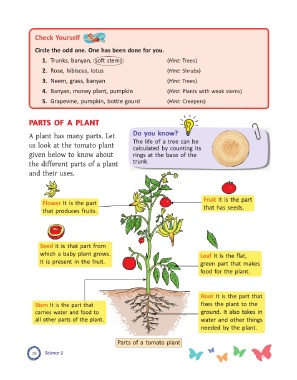 Check Yourself
Circle the odd one. One has been done for you.
1. Trunks, banyan, soft stems (Hint: Trees)
2. Rose, hibiscus, lotus (Hint: Shrubs)
3. Neem, grass, banyan (Hint: Trees)
4. Banyan, money plant, pumpkin (Hint: Plants with weak stems)
5. Grapevine, pumpkin, bottle gourd (Hint: Creepers)
PARTS OF A PLANT
A plant has many parts. Let
us look at the tomato plant
given below to know about
the different parts of a plant
and their uses.
Do you know?
The life of a tree can be
calculated by counting its
rings at the base of the
trunk.
Flower It is the part
that produces fruits.
Fruit It is the part
that has seeds.
Seed It is that part from
which a baby plant grows.
It is present in the fruit.
Leaf It is the flat,
green part that makes
food for the plant.
Stem It is the part that
carries water and food to
all other parts of the plant.
Root It is the part that
fixes the plant to the
ground. It also takes in
water and other things
needed by the plant.
Parts of a tomato plant
Science-2